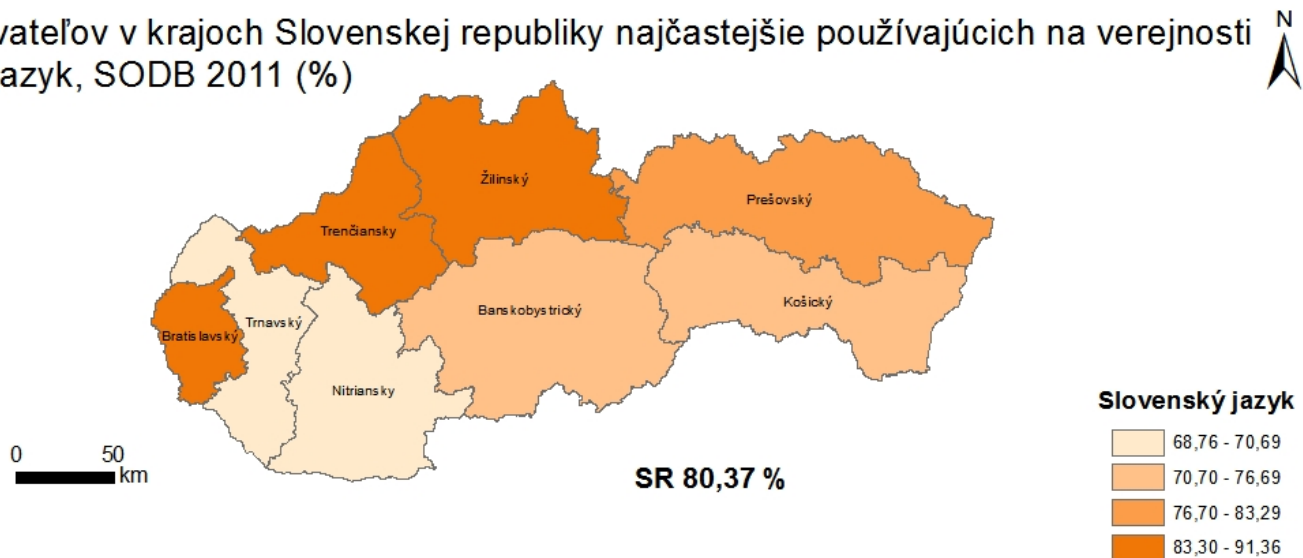 vateľov v krajoch Slovenskej republiky najčastejšie používajúcich na verejnosti
azyk, SODB 2011 (%)
N
Žilinský
Prešovský
Trenčiansky
Košický
Banskobystrický
Trnavský
Bratislavský
Nitriansky
Slovenský jazyk
68,76 - 70,69
70,70 - 76,69
76,70 - 83,29
83,30 - 91,36
0 50
km
SR 80,37 %